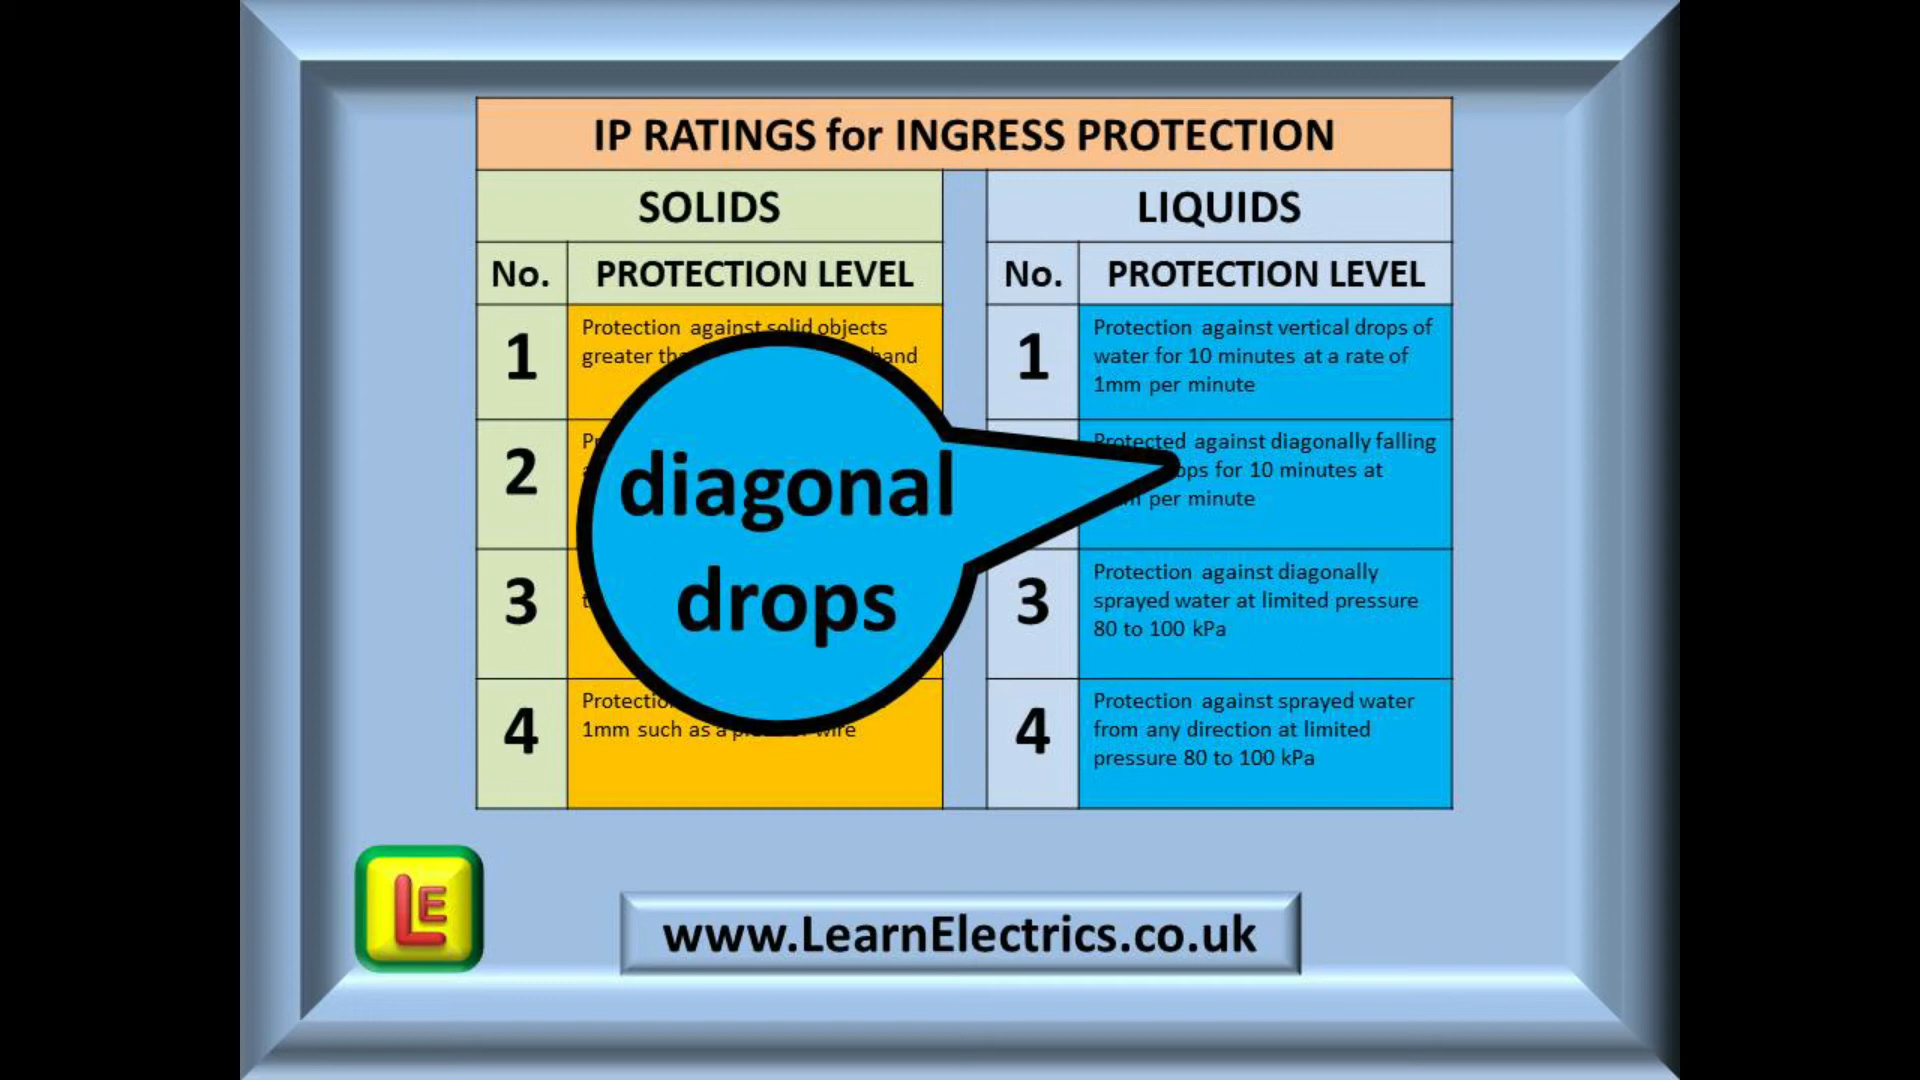 IP RATINGS for INGRESS PROTECTION
SOLIDS
LIQUIDS
No.
PROTECTION LEVEL
No.
PROTECTION LEVEL
1
Protection against solid objects
greater hand
1
Protection against vertical drops of
water for 10 minutes at a rate of
1mm per minute
2
Protected against diagonally falling
for 10 minutes at
per minute
diagonal
drops
3
3
Protection against diagonally
sprayed water at limited pressure
80 to 100 kPa
4
1mm such as a wire
4
Protection against sprayed water
from any direction at limited
pressure 80 to 100 kPa
LE
www.LearnElectrics.co.uk